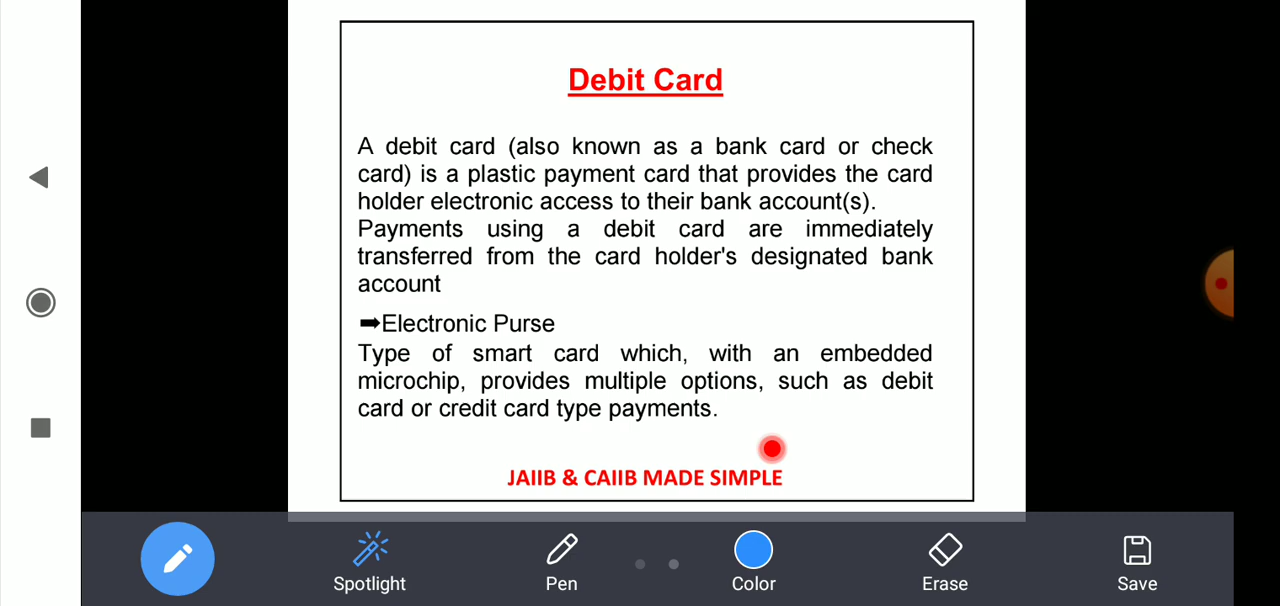 Debit Card
A debit card (also known as a bank card or check
card) is a plastic payment card that provides the card
holder electronic access to their bank account(s).
Payments using a debit card are immediately
transferred from the card holder's designated bank
account
➡Electronic Purse
Type of smart card which, with an embedded
microchip, provides multiple options, such as debit
card or credit card type payments.
JAIIB & CAIIB MADE SIMPLE
Spotlight Pen Color Erase Save